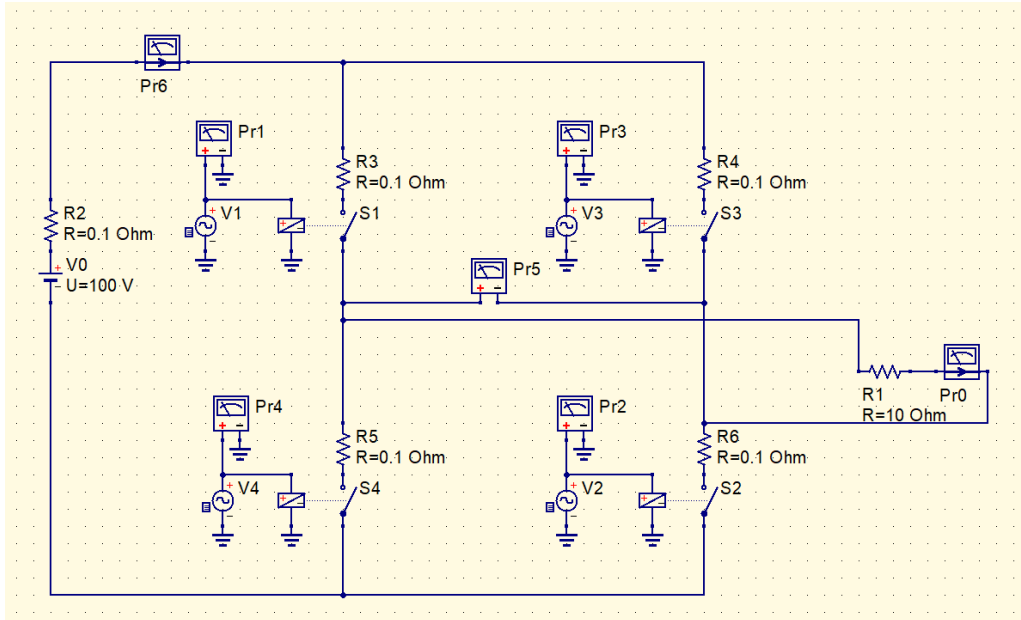 Pr6
Pr1
Pr3
R3
R=0.1 Ohm
R4
R=0.1 Ohm
R2
R=0.1 Ohm
+
V1
S1
+
V3
S3
+
V0
U=100 V
Pr5
R1
R=10 Ohm
Pr0
Pr4
Pr2
R5
R=0.1 Ohm
R6
R=0.1 Ohm
+
V4
S4
+
V2
S2